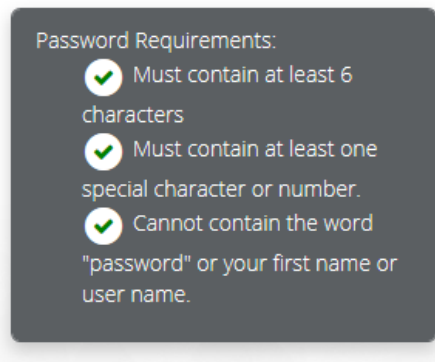 Password Requirements:
Must contain at least 6
characters
Must contain at least one
special character or number.
Cannot contain the word
"password" or your first name or
user name.